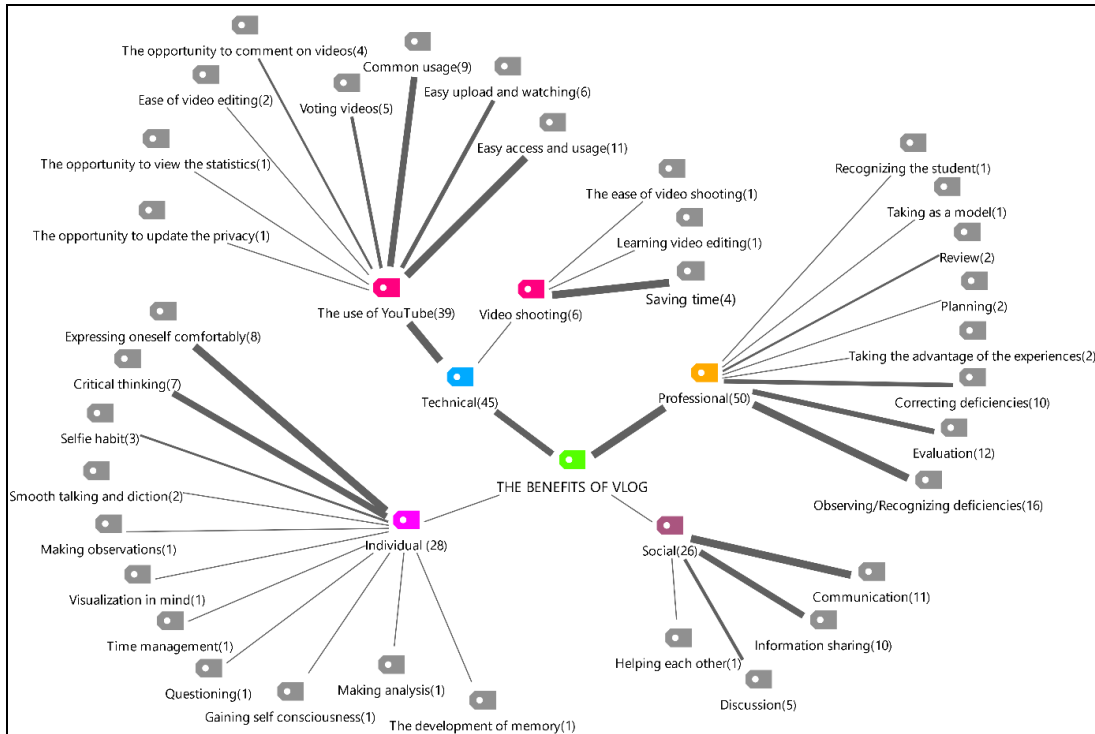 The opportunity to comment on videos(4)
Common usage(9)
Ease of video editing(2)
Voting videos(5)
Easy upload and watching(6)
The opportunity to view the statistics(1)
Easy access and usage(11)
The opportunity to update the privacy(1)
The ease of video shooting(1)
Learning video editing(1)
Saving time(4)
Recognizing the student(1)
Taking as a model(1)
Review(2)
Planning(2)
Taking the advantage of the experiences(2)
Correcting deficiencies(10)
Evaluation(12)
Observing/Recognizing deficiencies(16)
The use of YouTube(39)
Video shooting(6)
Technical(45)
Professional(50)
THE BENEFITS OF VLOG
Expressing oneself comfortably(8)
Critical thinking(7)
Selfie habit(3)
Smooth talking and diction(2)
Making observations(1)
Visualization in mind(1)
Time management(1)
Questioning(1)
Gaining self consciousness(1)
Making analysis(1)
The development of memory(1)
Individual (28)
Social(26)
Communication(11)
Information sharing(10)
Helping each other(1)
Discussion(5)